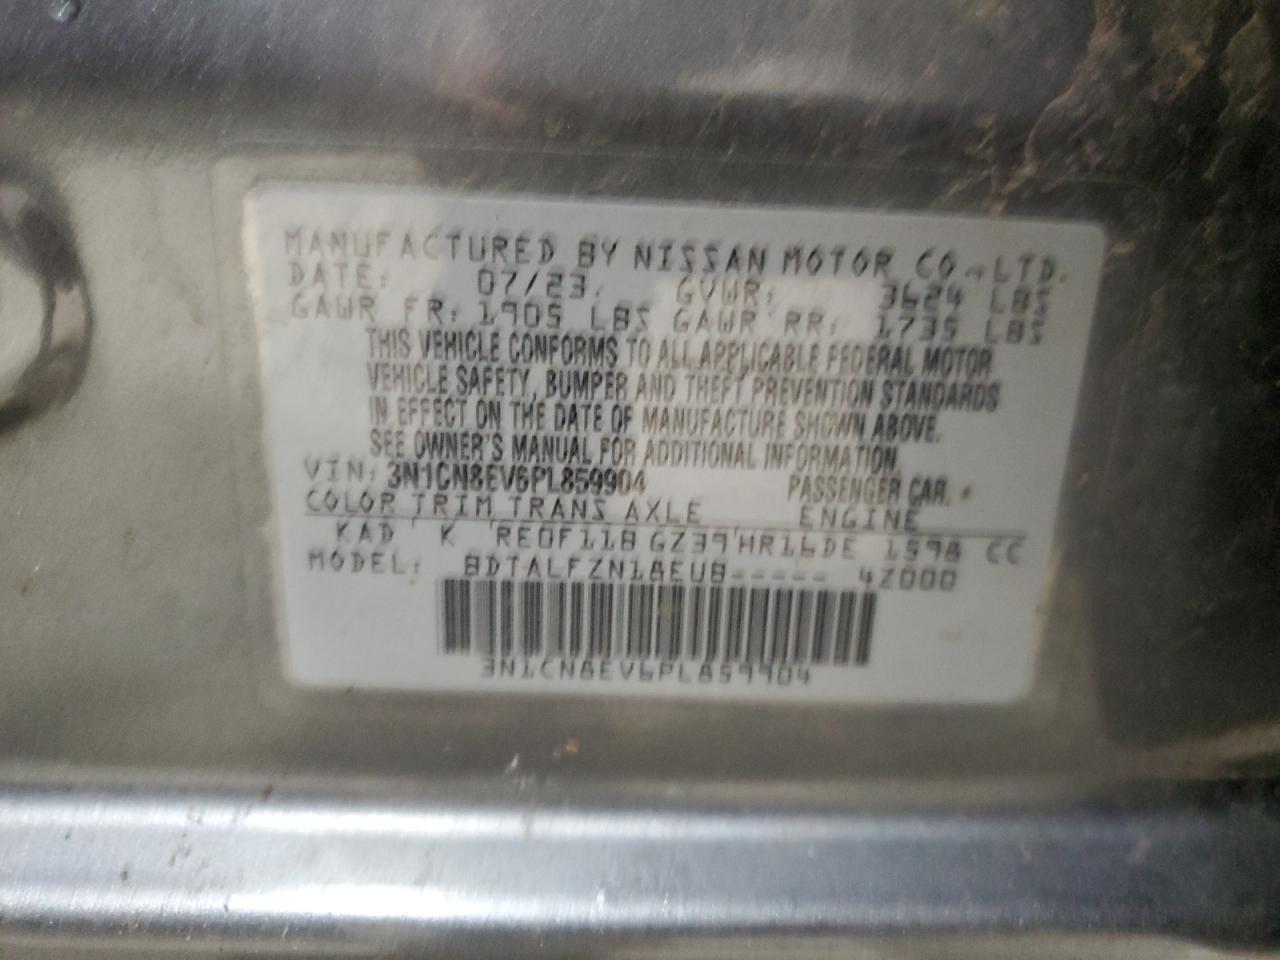 MANUFACTURED BY NISSAN MOTOR CO.,LTD.
DATE: 07/23. GVWR: 3624 LBS
GAWR FR: 1905 LBS GAWR RR: 1735 LBS
THIS VEHICLE CONFORMS TO ALL APPLICABLE FEDERAL MOTOR
VEHICLE SAFETY, BUMPER AND THEFT PREVENTION STANDARDS
IN EFFECT ON THE DATE OF MANUFACTURE SHOWN ABOVE.
SEE OWNER'S MANUAL FOR ADDITIONAL INFORMATION.
VIN: 3N1CN8EV6PL859904 PASSENGER CAR.
COLOR TRIM TRANS AXLE ENGINE
KAD K RE0F11B GZ39 HR16DE 1598 CC
MODEL: BDTALFZN18EUB----- 4Z000
3N1CN8EV6PL859904